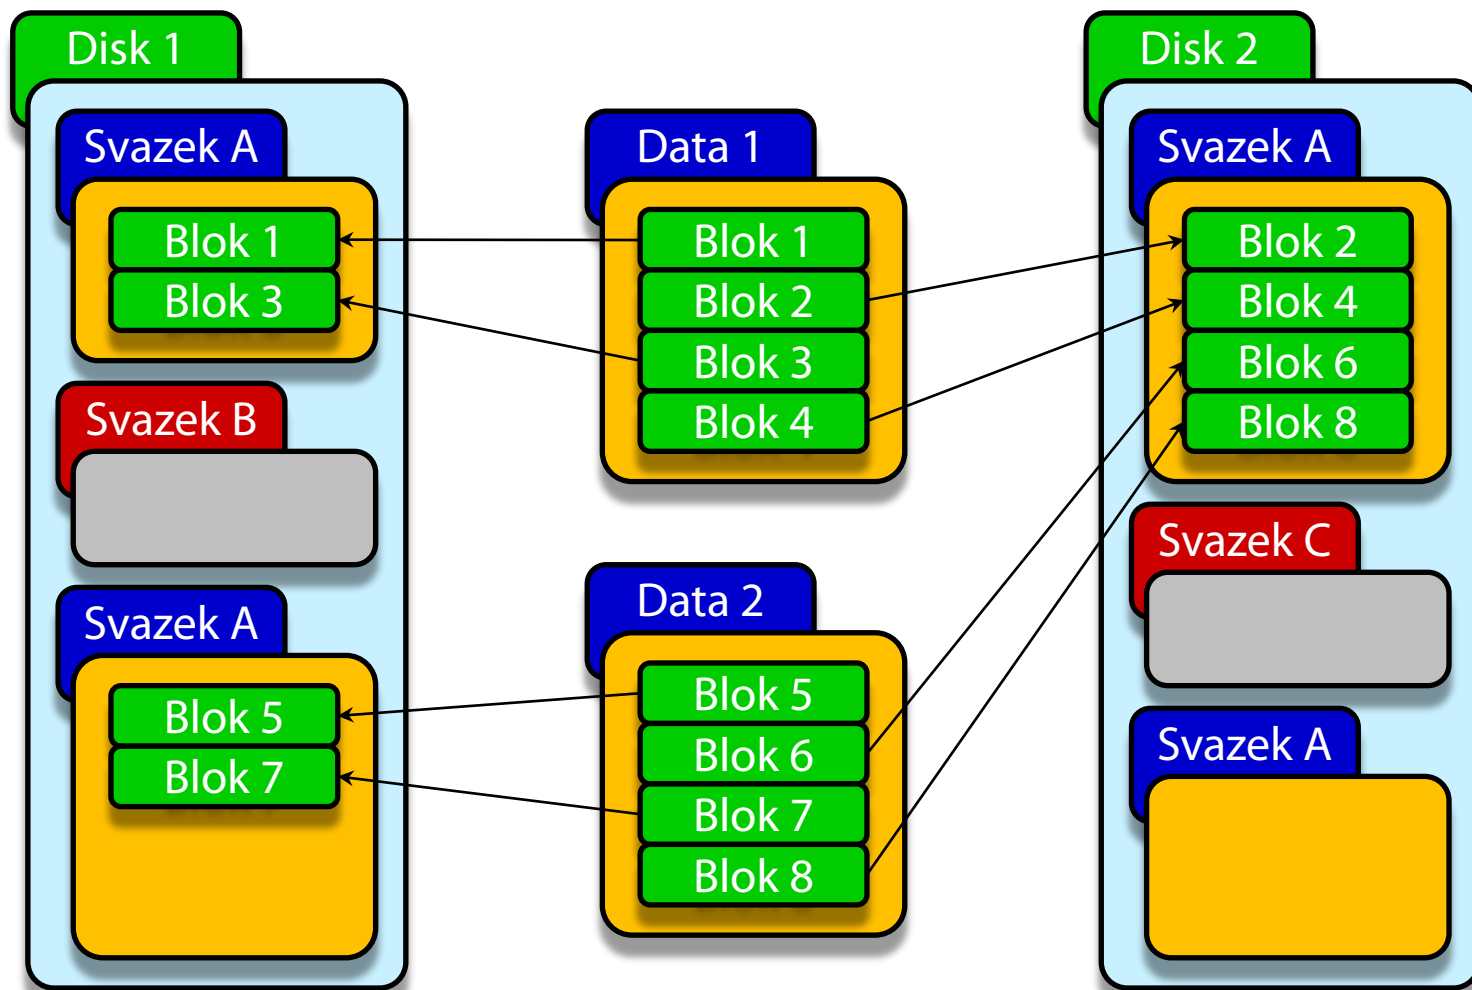 Disk 1
Svazek A
Blok 1
Blok 3
Svazek B
Svazek A
Blok 5
Blok 7
Data 1
Blok 1
Blok 2
Blok 3
Blok 4
Data 2
Blok 5
Blok 6
Blok 7
Blok 8
Disk 2
Svazek A
Blok 2
Blok 4
Blok 6
Blok 8
Svazek C
Svazek A